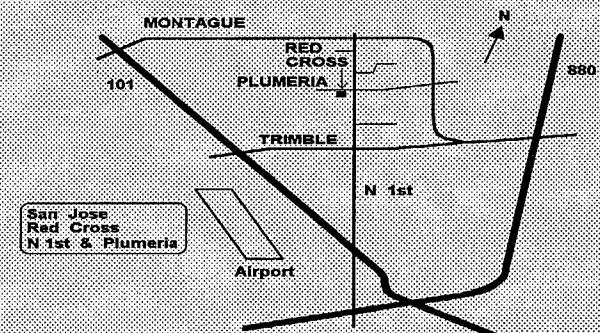 MONTAGUE
N
RED
CROSS
880
101
PLUMERIA
TRIMBLE
N 1st
San Jose
Red Cross
N 1st & Plumeria
Airport